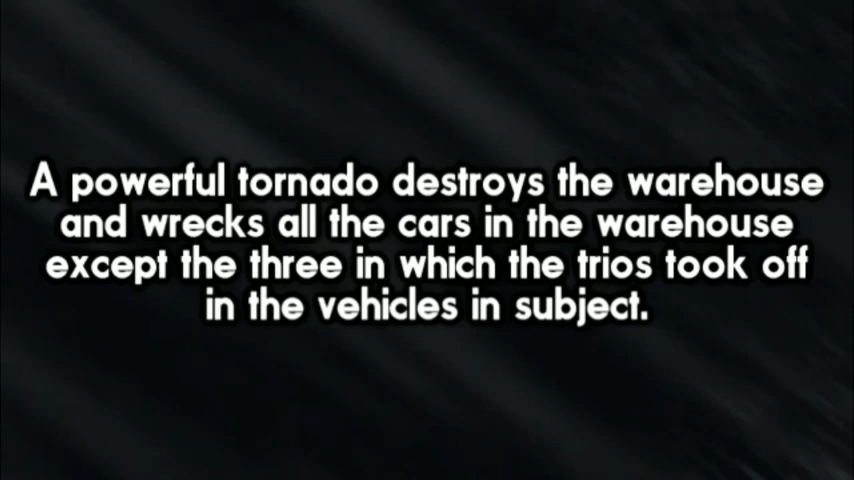 A powerful tornado destroys the warehouse
and wrecks all the cars in the warehouse
except the three in which the trios took off
in the vehicles in subject.